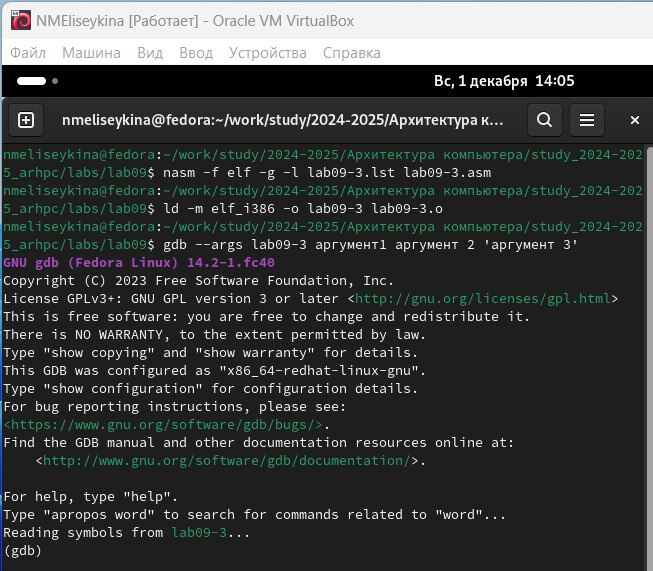 NMEliseykina [Работает] - Oracle VM VirtualBox
Файл Машина Вид Ввод Устройства Справка
Вс, 1 декабря 14:05
nmeliseykina@fedora:~/work/study/2024-2025/Архитектура к...
nmeliseykina@fedora:~/work/study/2024-2025/Архитектура компьютера/study_2024-202
5_arhpc/labs/lab09$ nasm -f elf -g -l lab09-3.lst lab09-3.asm
nmeliseykina@fedora:~/work/study/2024-2025/Архитектура компьютера/study_2024-202
5_arhpc/labs/lab09$ ld -m elf_i386 -o lab09-3 lab09-3.o
nmeliseykina@fedora:~/work/study/2024-2025/Архитектура компьютера/study_2024-202
5_arhpc/labs/lab09$ gdb --args lab09-3 аргумент1 аргумент 2 'аргумент 3'
GNU gdb (Fedora Linux) 14.2-1.fc40
Copyright (C) 2023 Free Software Foundation, Inc.
License GPLv3+: GNU GPL version 3 or later <http://gnu.org/licenses/gpl.html>
This is free software: you are free to change and redistribute it.
There is NO WARRANTY, to the extent permitted by law.
Type "show copying" and "show warranty" for details.
This GDB was configured as "x86_64-redhat-linux-gnu".
Type "show configuration" for configuration details.
For bug reporting instructions, please see:
<https://www.gnu.org/software/gdb/bugs/>.
Find the GDB manual and other documentation resources online at:
<http://www.gnu.org/software/gdb/documentation/>.
For help, type "help".
Type "apropos word" to search for commands related to "word"...
Reading symbols from lab09-3...
(gdb)